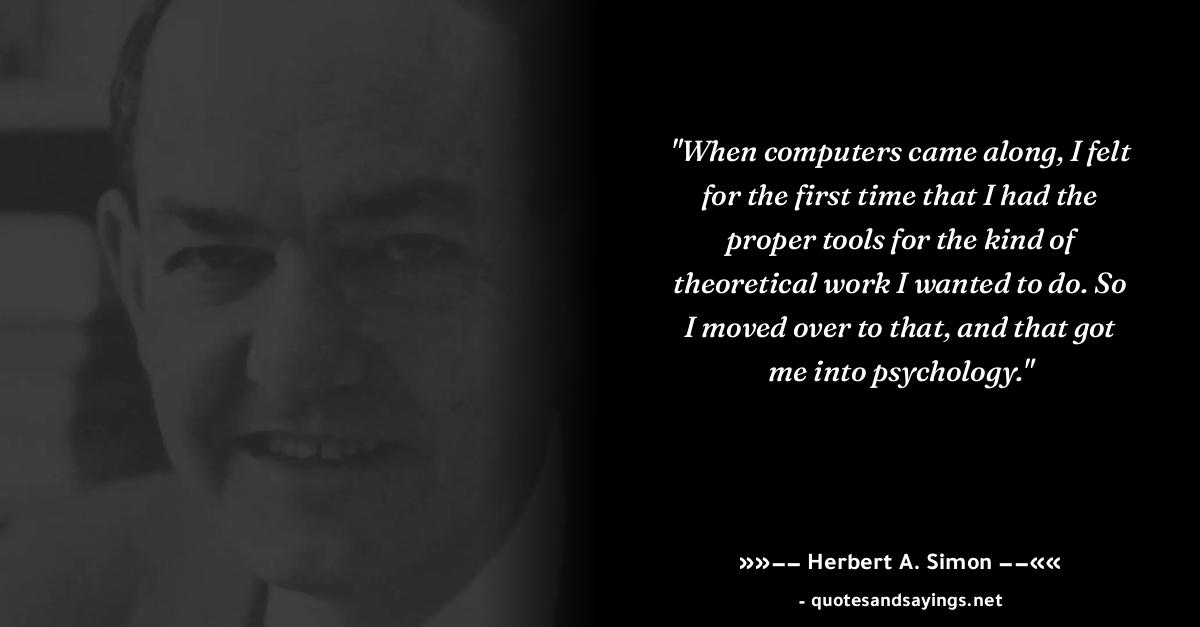 "When computers came along, I felt
for the first time that I had the
proper tools for the kind of
theoretical work I wanted to do. So
I moved over to that, and that got
me into psychology."
»»–– Herbert A. Simon ––««
- quotesandsayings.net